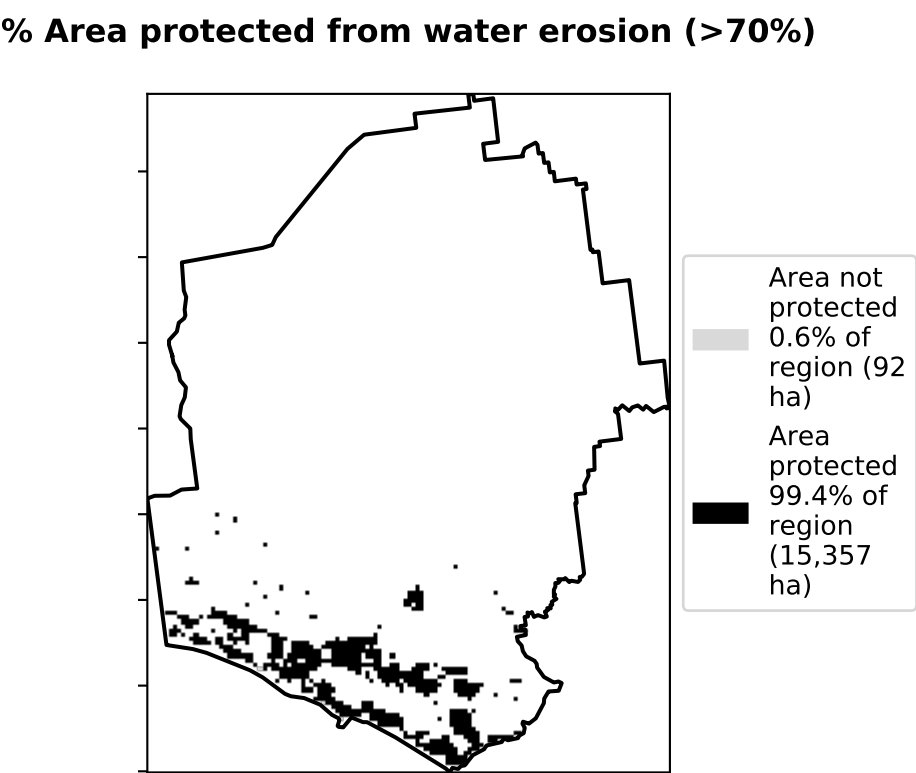 % Area protected from water erosion (>70%)
Area not
protected
0.6% of
region (92
ha)
Area
protected
99.4% of
region
(15,357
ha)